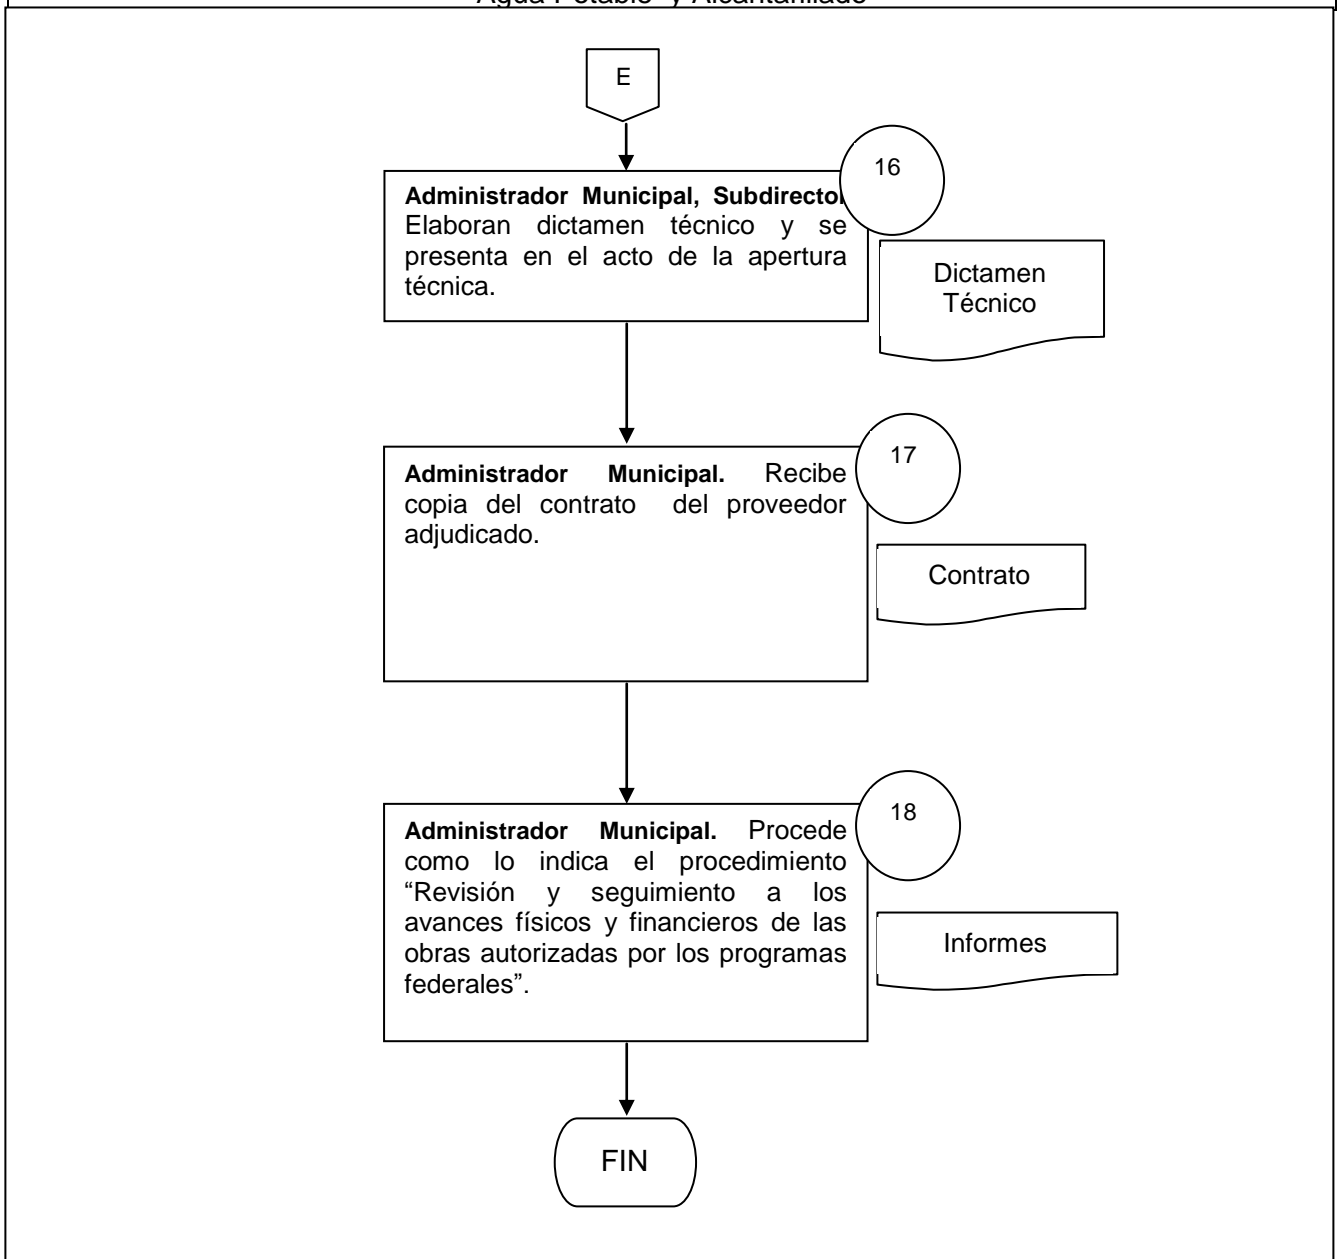 Agua Potable y Alcantarillado
E
16
Administrador Municipal, Subdirector
Elaboran dictamen técnico y se
presenta en el acto de la apertura
técnica.
Dictamen
Técnico
17
Administrador Municipal. Recibe
copia del contrato del proveedor
adjudicado.
Contrato
18
Administrador Municipal. Procede
como lo indica el procedimiento
“Revisión y seguimiento a los
avances físicos y financieros de las
obras autorizadas por los programas
federales”.
Informes
FIN